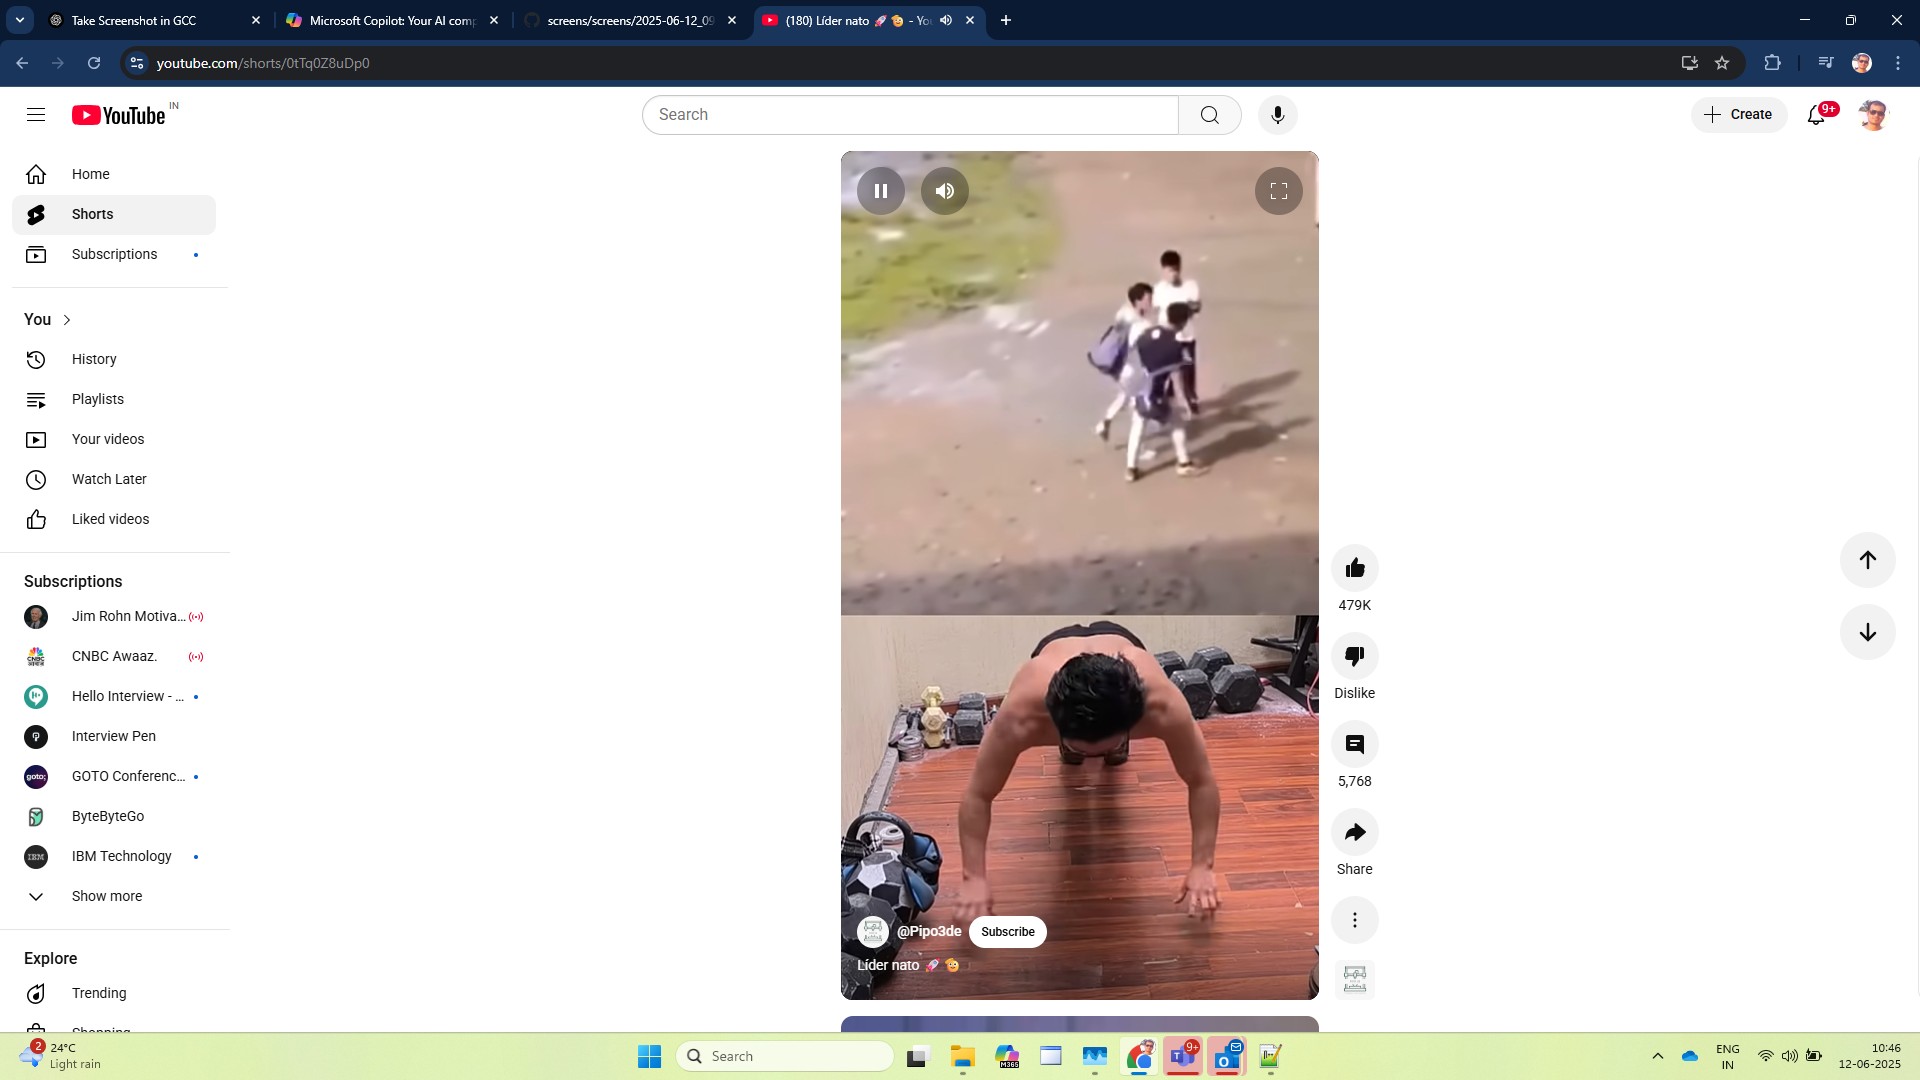 Take Screenshot in GCC
Microsoft Copilot: Your AI comp
screens/screens/2025-06-12_09
(180) Líder nato 🚀🫡 - You
youtube.com/shorts/0tTq0Z8uDp0
YouTube IN
Search
Create
9+
Home
Shorts
Subscriptions
You
History
Playlists
Your videos
Watch Later
Liked videos
Subscriptions
Jim Rohn Motiva...
CNBC Awaaz.
Hello Interview - ...
Interview Pen
GOTO Conferenc...
ByteByteGo
IBM Technology
Show more
Explore
Trending
Shopping
479K
Dislike
5,768
Share
@Pipo3de
Subscribe
Líder nato 🚀🫡
2
24°C
Light rain
Search
M365
9+
ENG
IN
10:46
12-06-2025